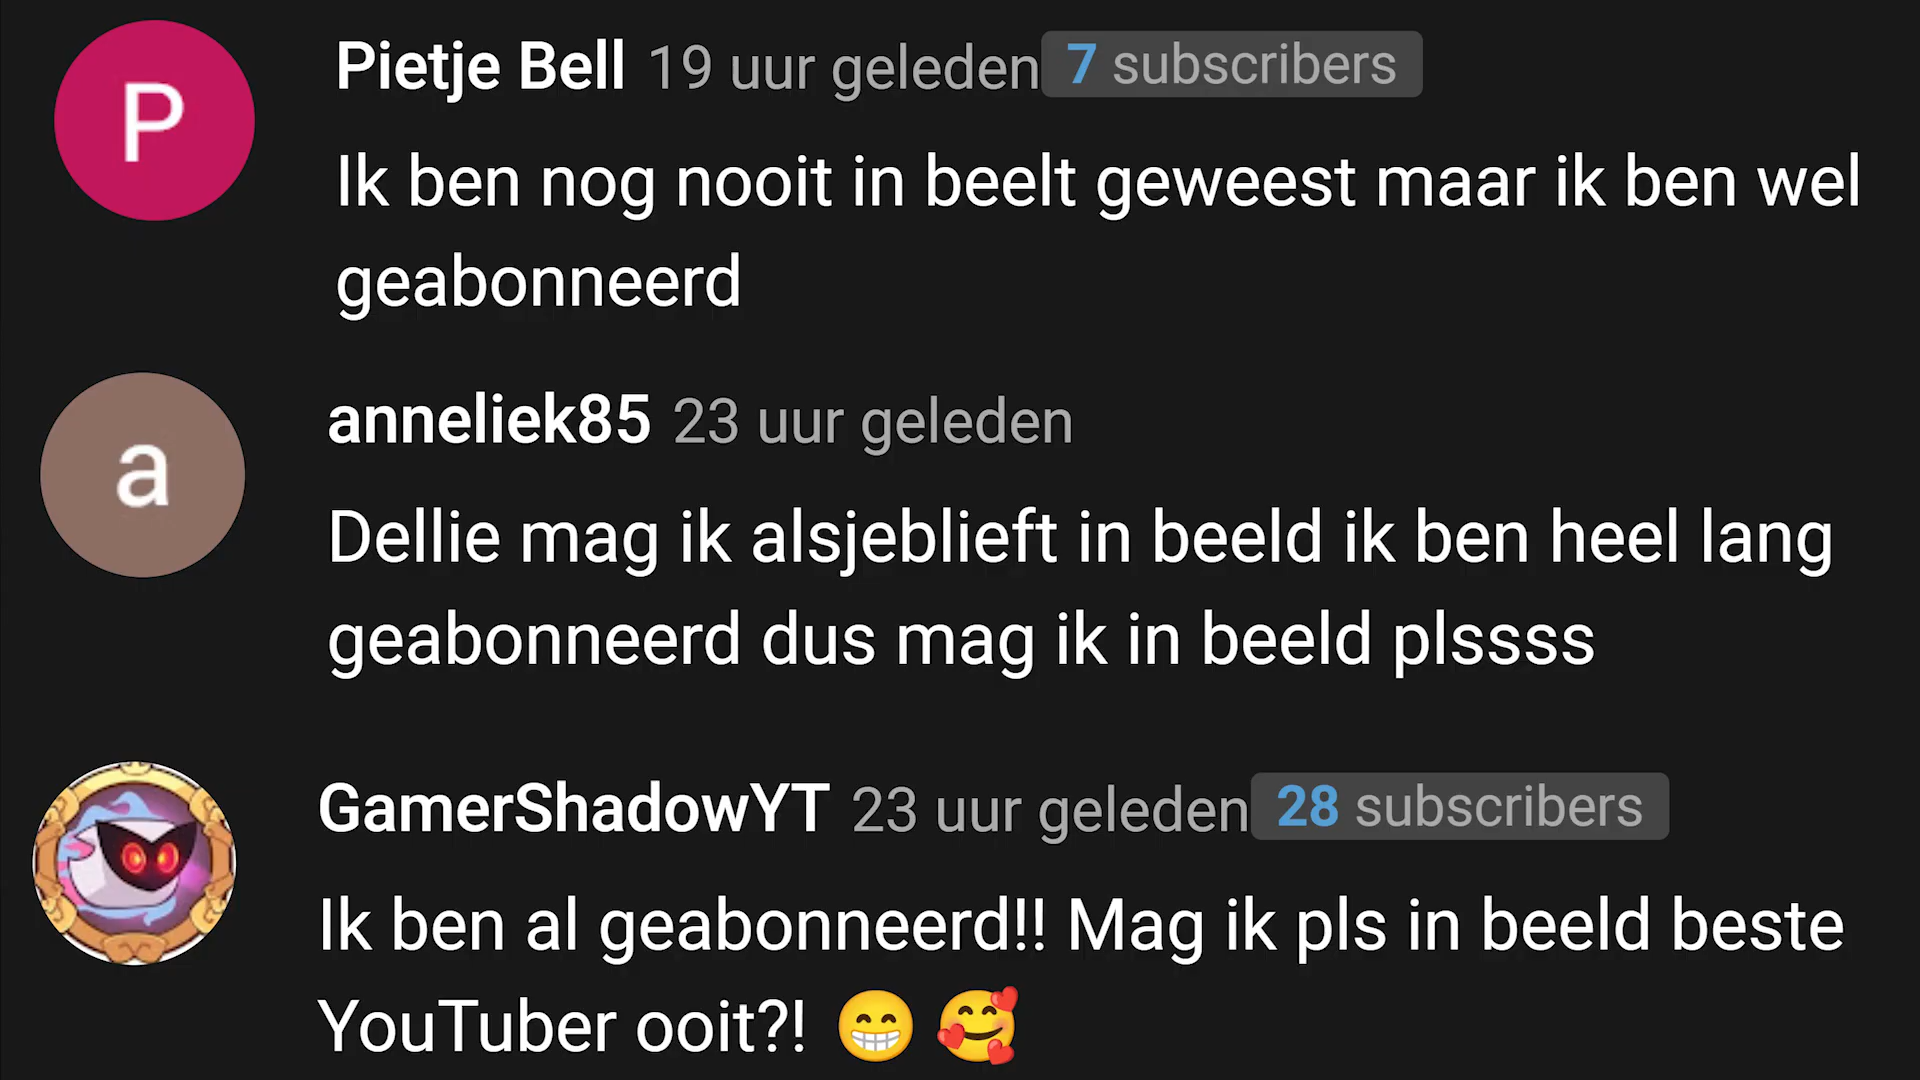 P
Pietje Bell 19 uur geleden 7 subscribers
Ik ben nog nooit in beelt geweest maar ik ben wel
geabonneerd
a
anneliek85 23 uur geleden
Dellie mag ik alsjeblieft in beeld ik ben heel lang
geabonneerd dus mag ik in beeld plssss
GamerShadowYT 23 uur geleden 28 subscribers
Ik ben al geabonneerd!! Mag ik pls in beeld beste
YouTuber ooit?! 😁 🥰